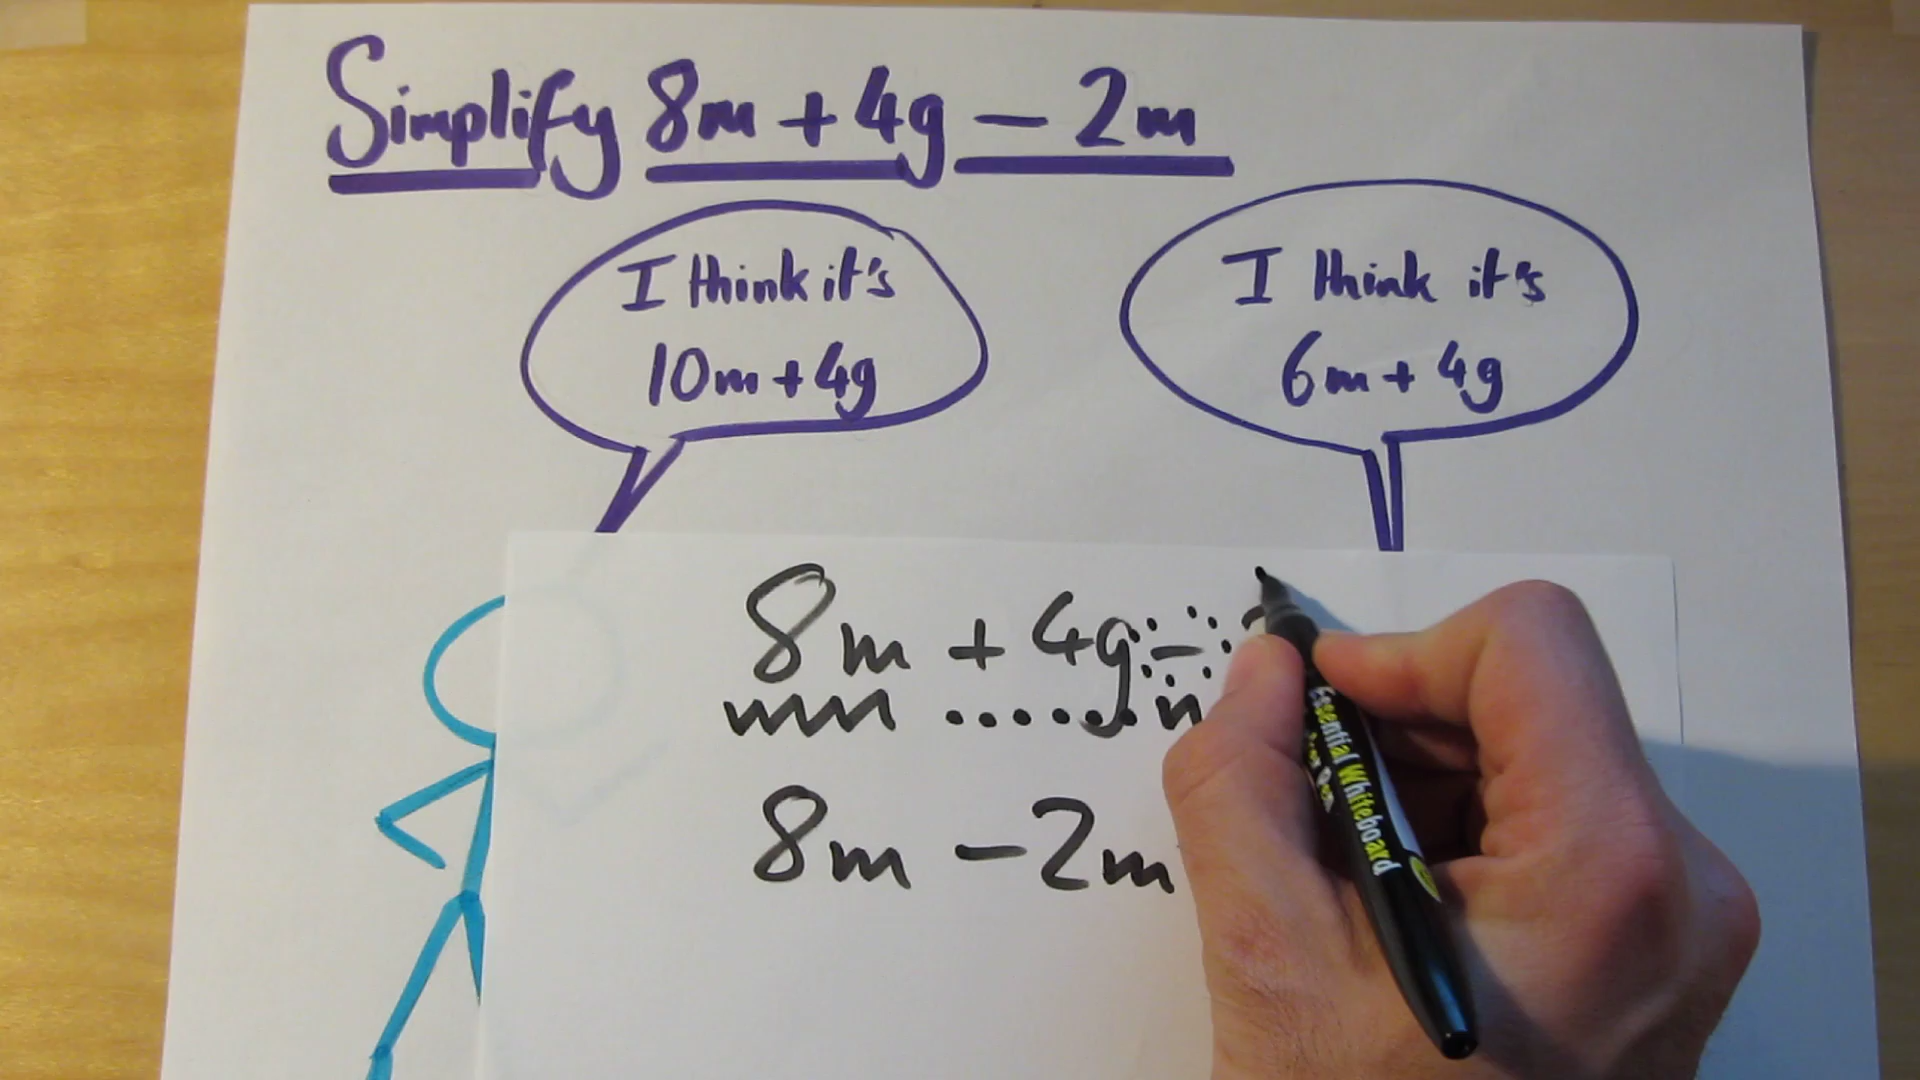 Simplify 8m + 4g - 2m
I think it's
10m + 4g
I think it's
6m + 4g
8m + 4g -
8m - 2m
Essential Whiteboard